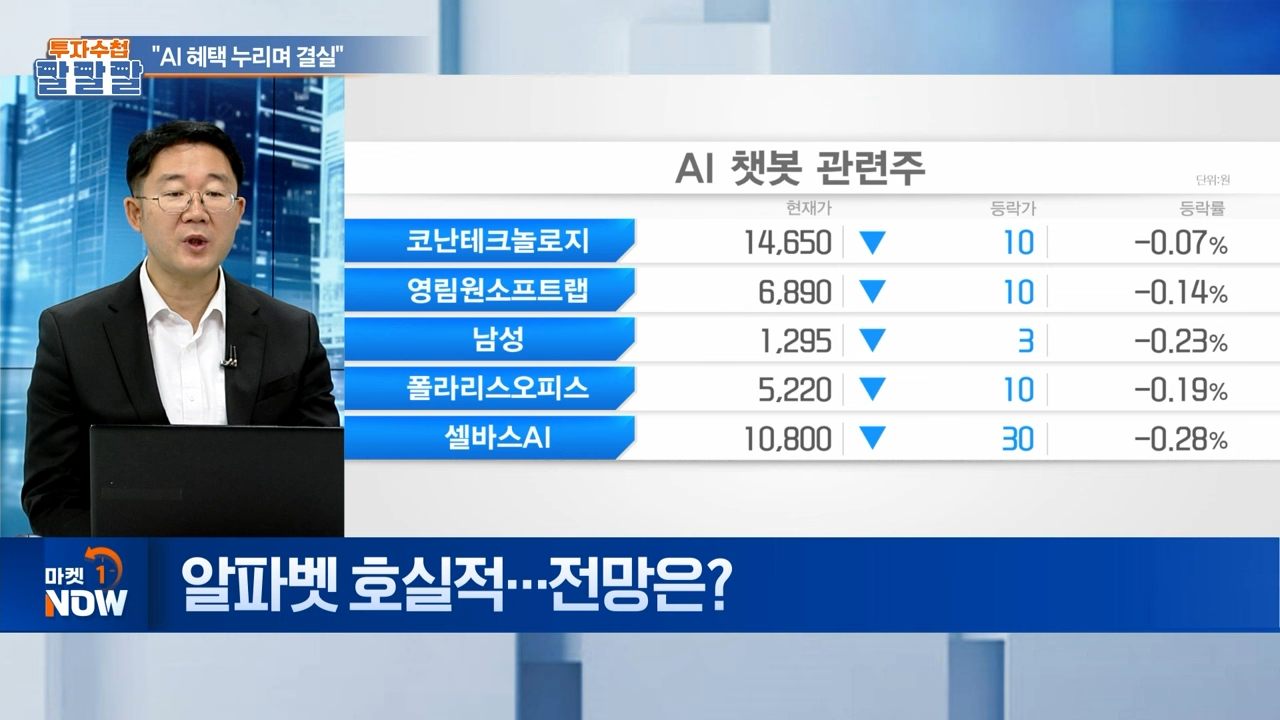 투자수첩
팔 팔 팔
"AI 혜택 누리며 결실"
AI 챗봇 관련주
단위:원
현재가 등락가 등락률
코난테크놀로지 14,650 ▼ 10 -0.07%
영림원소프트랩 6,890 ▼ 10 -0.14%
남성 1,295 ▼ 3 -0.23%
폴라리스오피스 5,220 ▼ 10 -0.19%
셀바스AI 10,800 ▼ 30 -0.28%
마켓 1
NOW
알파벳 호실적…전망은?